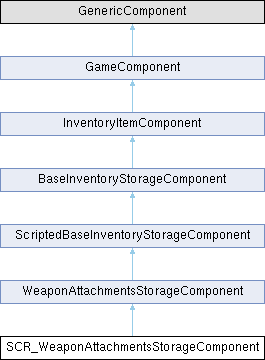 GenericComponent
GameComponent
InventoryItemComponent
BaseInventoryStorageComponent
ScriptedBaseInventoryStorageComponent
WeaponAttachmentsStorageComponent
SCR_WeaponAttachmentsStorageComponent